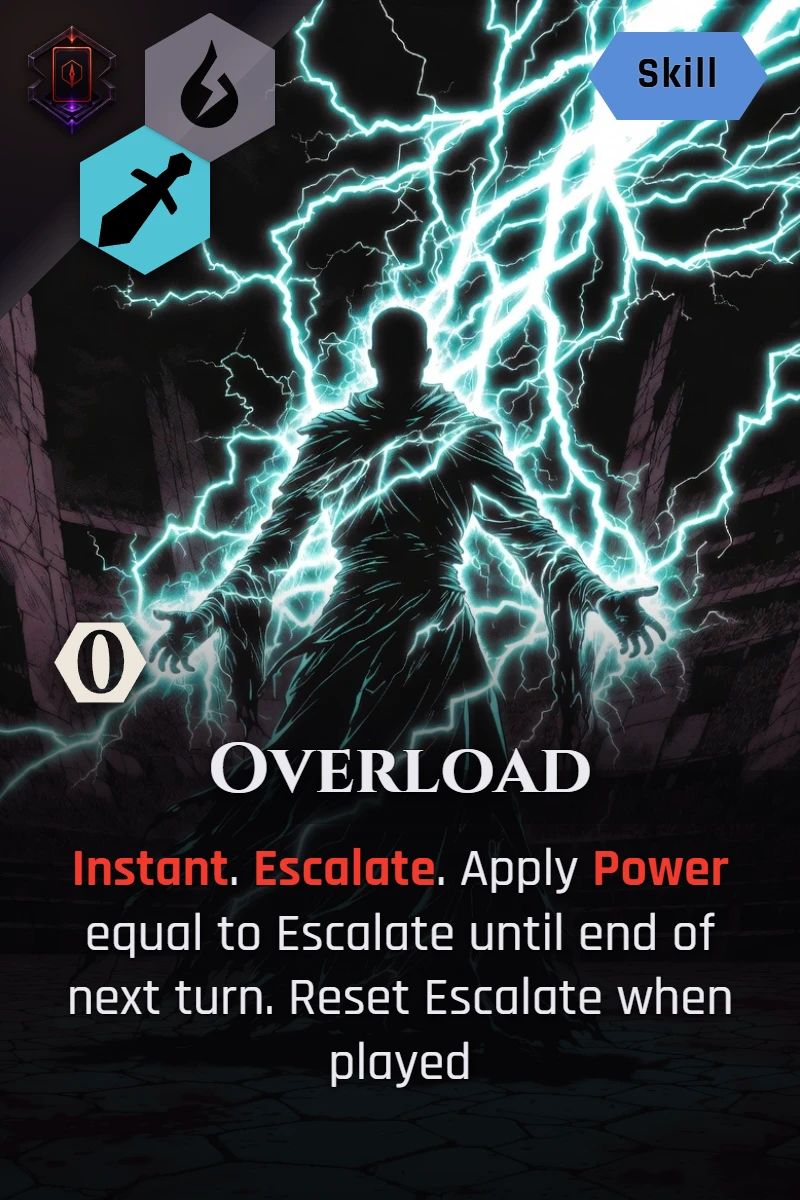 Skill
0
Overload
Instant. Escalate. Apply Power
equal to Escalate until end of
next turn. Reset Escalate when
played